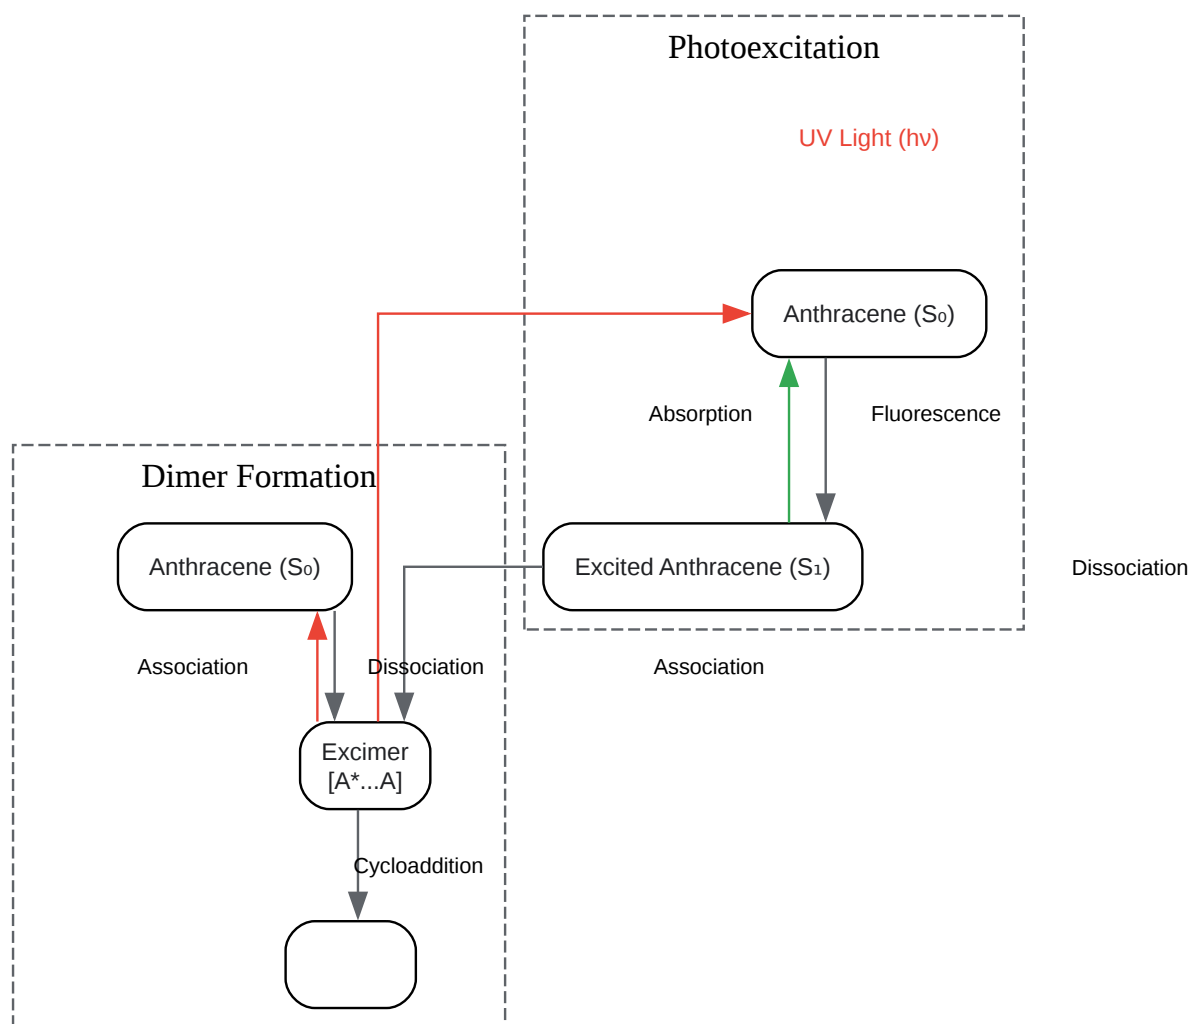 Photoexcitation
UV Light (hν)
Anthracene (S₀)
Absorption
Fluorescence
Dimer Formation
Anthracene (S₀)
Excited Anthracene (S₁)
Dissociation
Association
Dissociation
Association
Excimer
[A*...A]
Cycloaddition